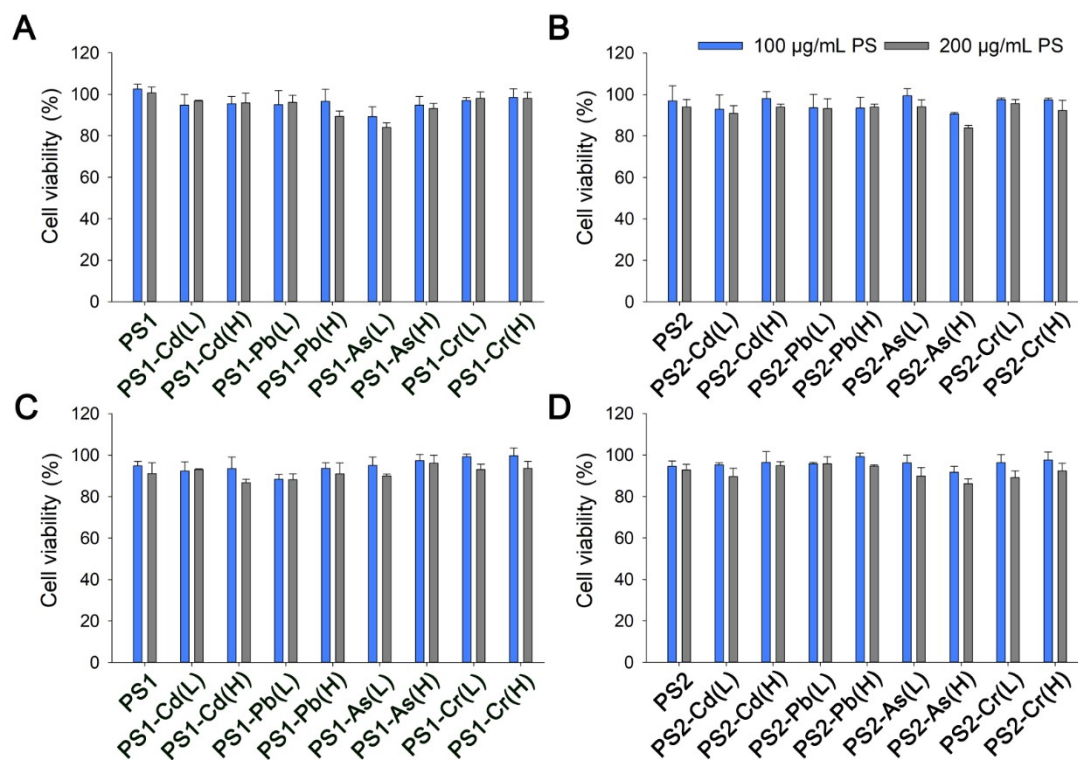 A
Cell viability (%)
120
100
80
60
40
20
0
PS1
PS1-Cd(L)
PS1-Cd(H)
PS1-Pb(L)
PS1-Pb(H)
PS1-As(L)
PS1-As(H)
PS1-Cr(L)
PS1-Cr(H)
B
100 µg/mL PS
200 µg/mL PS
Cell viability (%)
120
100
80
60
40
20
0
PS2
PS2-Cd(L)
PS2-Cd(H)
PS2-Pb(L)
PS2-Pb(H)
PS2-As(L)
PS2-As(H)
PS2-Cr(L)
PS2-Cr(H)
C
Cell viability (%)
120
100
80
60
40
20
0
PS1
PS1-Cd(L)
PS1-Cd(H)
PS1-Pb(L)
PS1-Pb(H)
PS1-As(L)
PS1-As(H)
PS1-Cr(L)
PS1-Cr(H)
D
Cell viability (%)
120
100
80
60
40
20
0
PS2
PS2-Cd(L)
PS2-Cd(H)
PS2-Pb(L)
PS2-Pb(H)
PS2-As(L)
PS2-As(H)
PS2-Cr(L)
PS2-Cr(H)